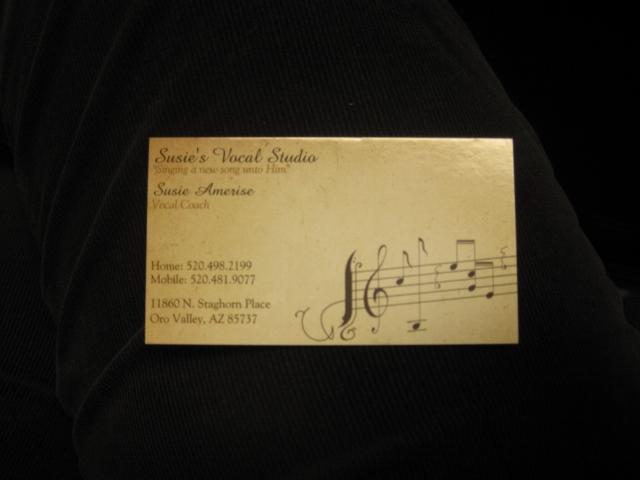 Susie's Vocal Studio
"Singing a new song unto Him"
Susie Amerise
Vocal Coach
Home: 520.498.2199
Mobile: 520.481.9077
11860 N. Staghorn Place
Oro Valley, AZ 85737